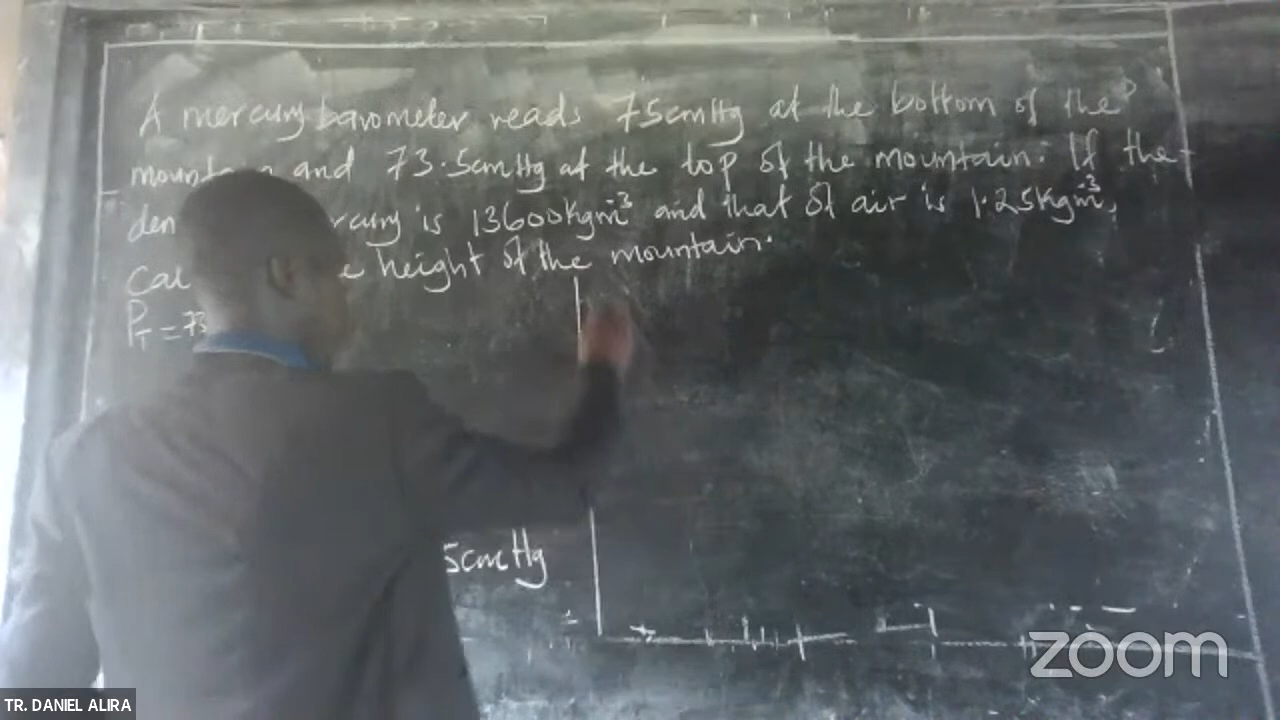 A mercury barometer reads 75cmHg at the bottom of the
and 73.5cmHg at the top of the mountain. If the
is 13600Kgm⁻³ and that of air is 1.25Kgm⁻³,
height of the mountain.
P_T = 73
5cmHg
zoom
TR. DANIEL ALIRA